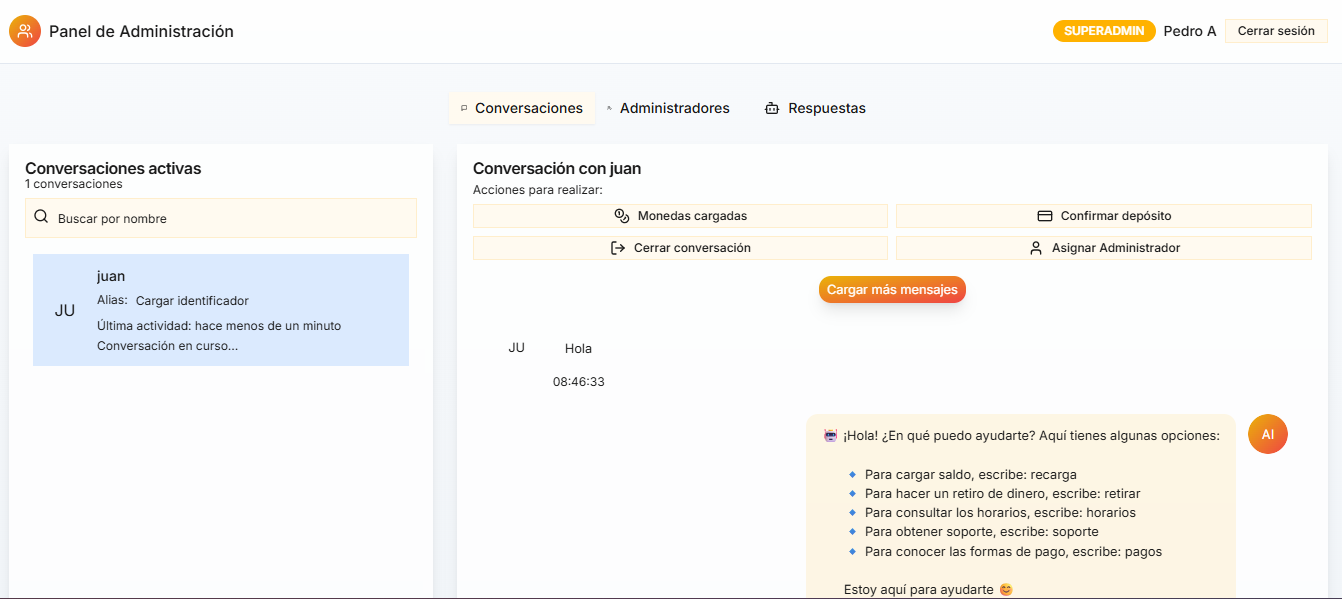 Panel de Administración
SUPERADMIN Pedro A Cerrar sesión
Conversaciones Administradores Respuestas
Conversaciones activas
1 conversaciones
Buscar por nombre
JU
juan
Alias: Cargar identificador
Última actividad: hace menos de un minuto
Conversación en curso...
Conversación con juan
Acciones para realizar:
Monedas cargadas
Confirmar depósito
Cerrar conversación
Asignar Administrador
Cargar más mensajes
JU
Hola
08:46:33
¡Hola! ¿En qué puedo ayudarte? Aquí tienes algunas opciones:
AI
Para cargar saldo, escribe: recarga
Para hacer un retiro de dinero, escribe: retirar
Para consultar los horarios, escribe: horarios
Para obtener soporte, escribe: soporte
Para conocer las formas de pago, escribe: pagos
Estoy aquí para ayudarte 😊